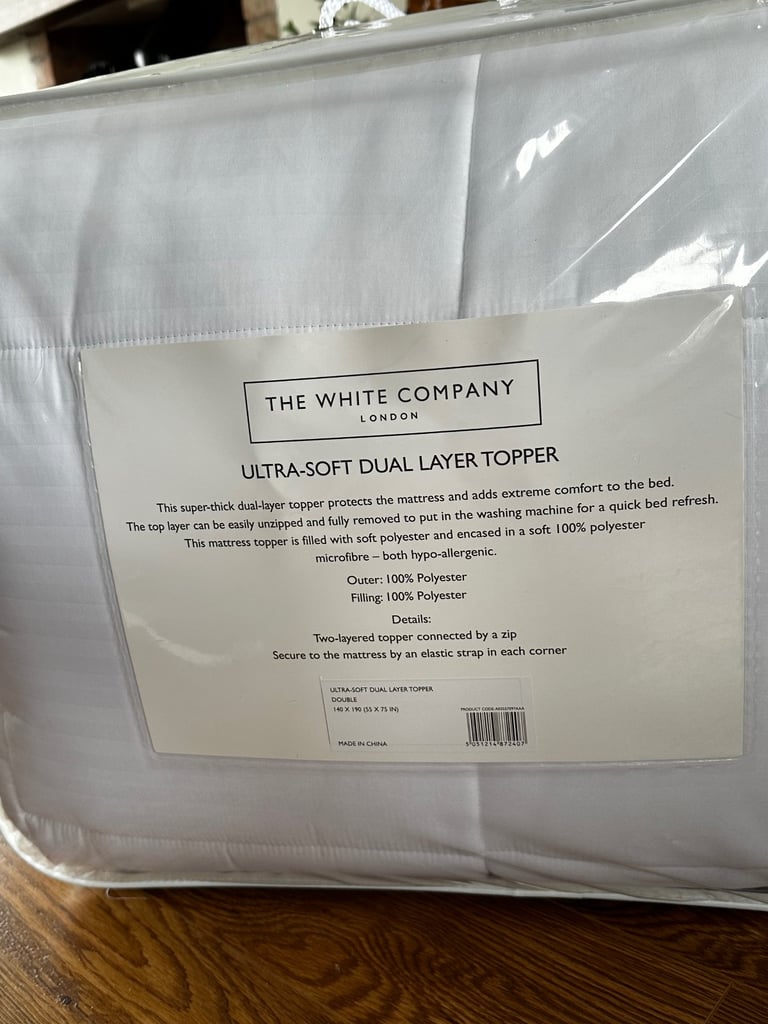 THE WHITE COMPANY
LONDON
ULTRA-SOFT DUAL LAYER TOPPER
This super-thick dual-layer topper protects the mattress and adds extreme comfort to the bed.
The top layer can be easily unzipped and fully removed to put in the washing machine for a quick bed refresh.
This mattress topper is filled with soft polyester and encased in a soft 100% polyester
microfibre – both hypo-allergenic.
Outer: 100% Polyester
Filling: 100% Polyester
Details:
Two-layered topper connected by a zip
Secure to the mattress by an elastic strap in each corner
ULTRA-SOFT DUAL LAYER TOPPER
DOUBLE
140 X 190 (55 X 75 IN)
PRODUCT CODE:
MADE IN CHINA
5 051214 872407